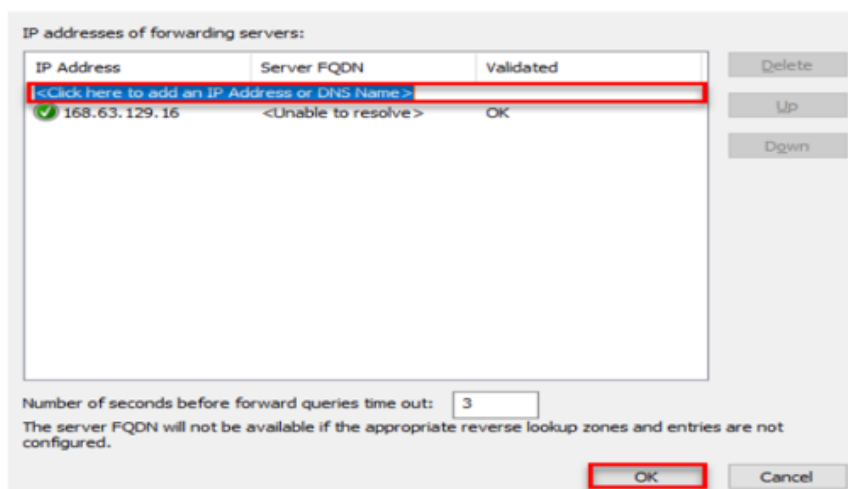 IP addresses of forwarding servers:
IP Address Server FQDN Validated
Delete
<Click here to add an IP Address or DNS Name>
Up
168.63.129.16 <Unable to resolve> OK
Down
Number of seconds before forward queries time out: 3
The server FQDN will not be available if the appropriate reverse lookup zones and entries are not
configured.
OK Cancel